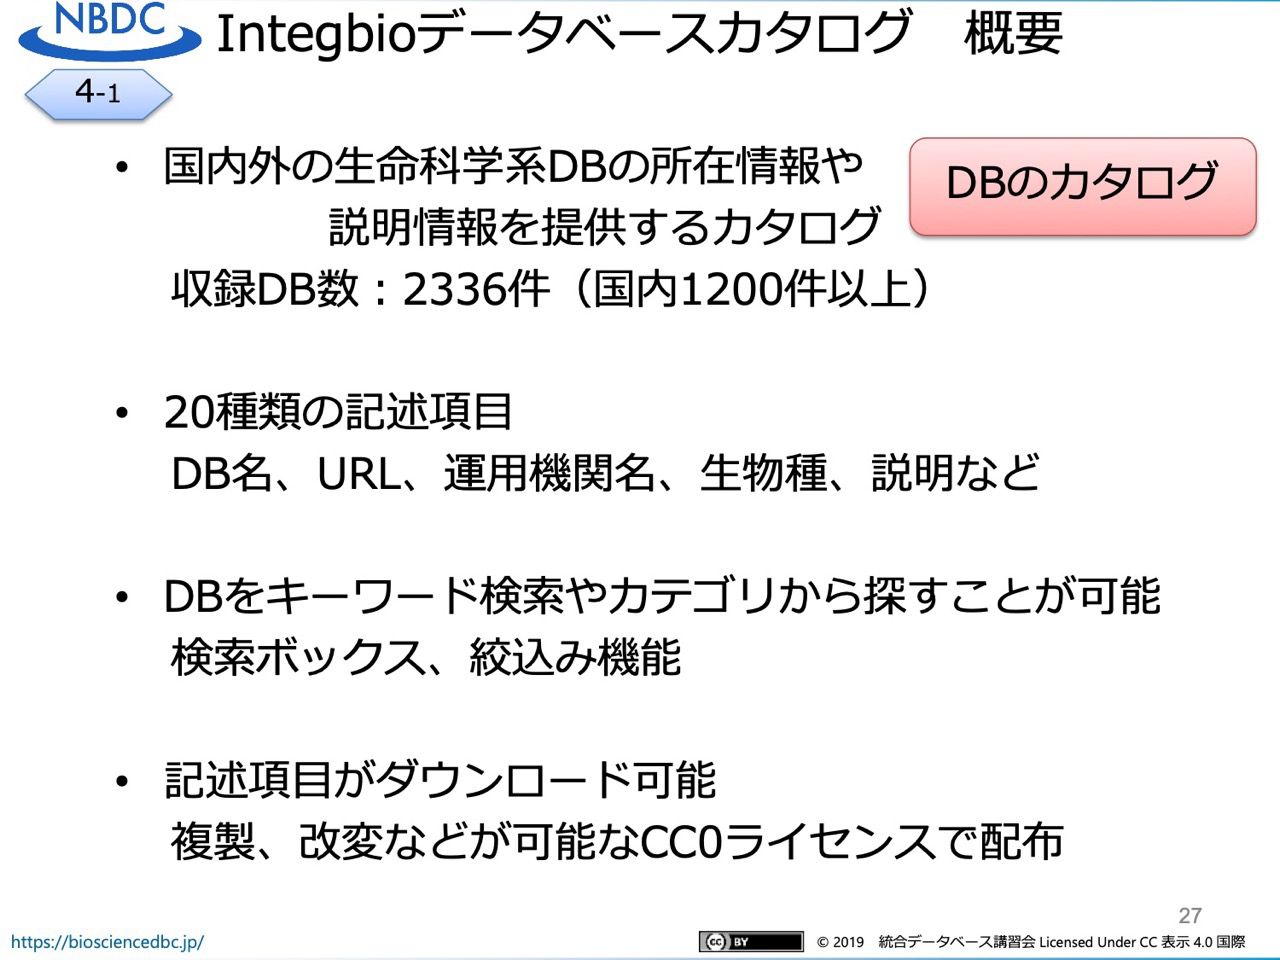 NBDC
Integbioデータベースカタログ　概要
4-1
• 国内外の生命科学系DBの所在情報や
説明情報を提供するカタログ
収録DB数：2336件（国内1200件以上）
DBのカタログ
• 20種類の記述項目
DB名、URL、運用機関名、生物種、説明など
• DBをキーワード検索やカテゴリから探すことが可能
検索ボックス、絞込み機能
• 記述項目がダウンロード可能
複製、改変などが可能なCC0ライセンスで配布
27
https://biosciencedbc.jp/
cc BY
© 2019　統合データベース講習会 Licensed Under CC 表示 4.0 国際